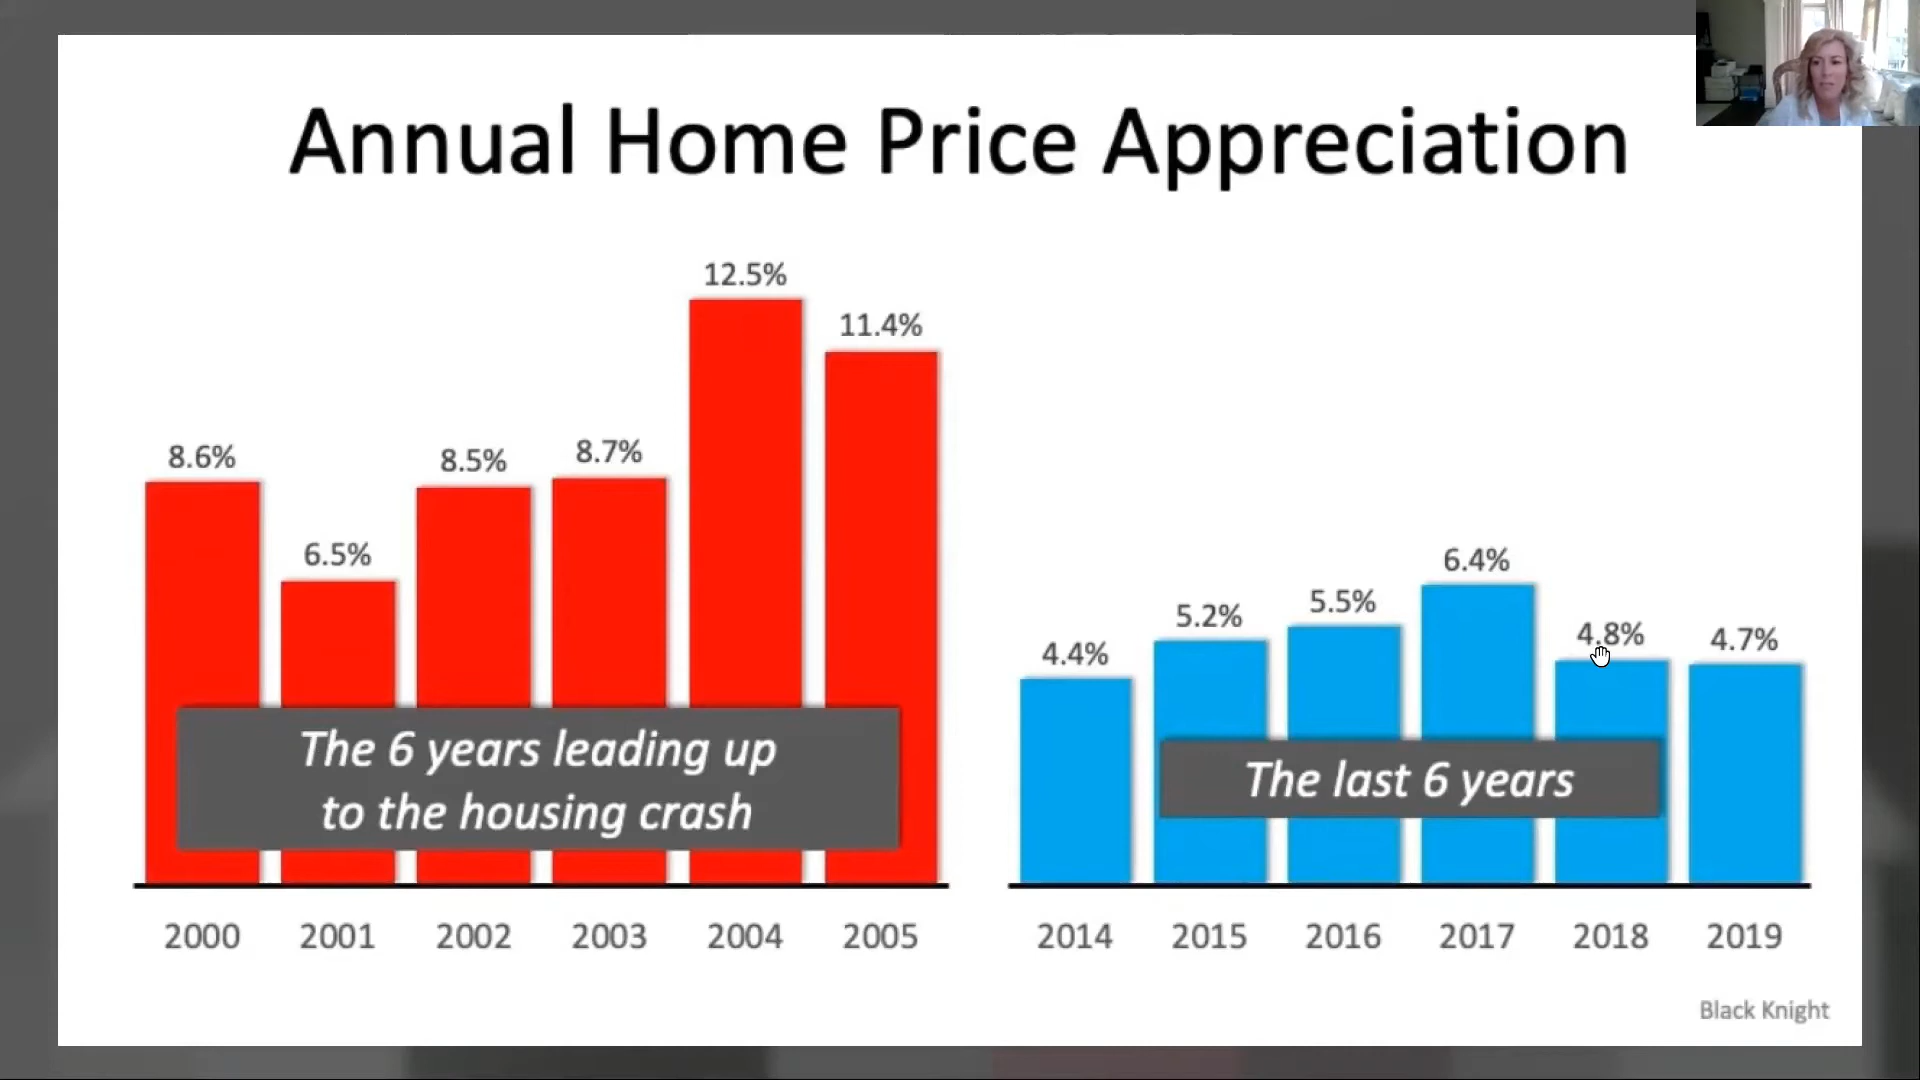 Annual Home Price Appreciation
12.5%
11.4%
8.6%
8.5%
8.7%
6.5%
6.4%
5.5%
5.2%
4.8%
4.7%
4.4%
The 6 years leading up
to the housing crash
The last 6 years
2000 2001 2002 2003 2004 2005 2014 2015 2016 2017 2018 2019
Black Knight